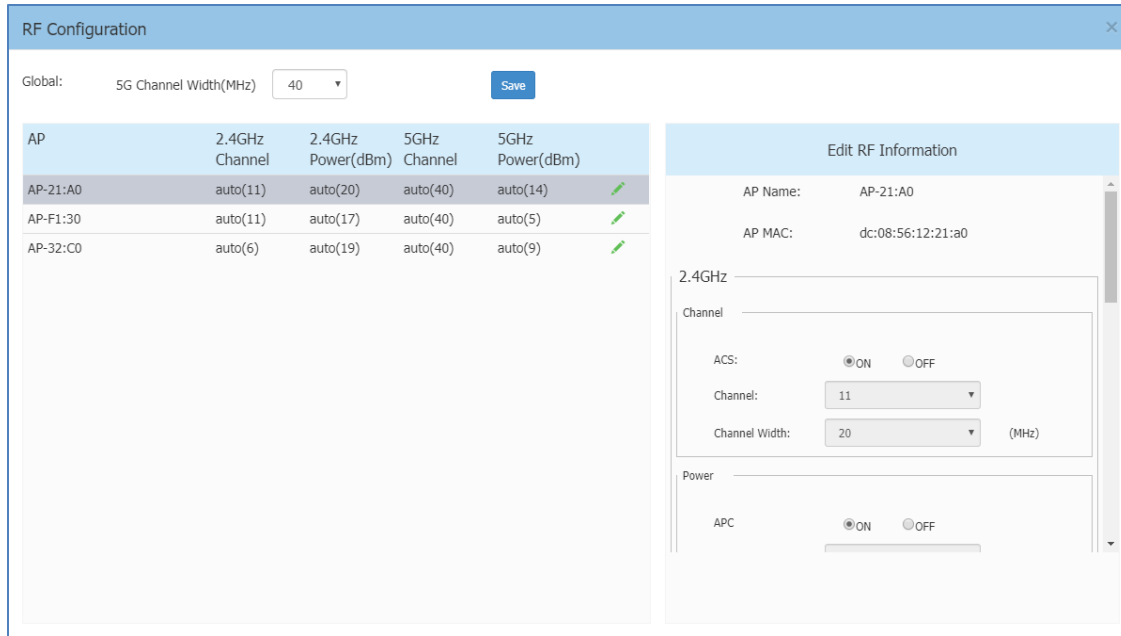 RF Configuration
×
Global:
5G Channel Width(MHz)
40
Save
AP
2.4GHz Channel
2.4GHz Power(dBm)
5GHz Channel
5GHz Power(dBm)
AP-21:A0 auto(11) auto(20) auto(40) auto(14)
AP-F1:30 auto(11) auto(17) auto(40) auto(5)
AP-32:C0 auto(6) auto(19) auto(40) auto(9)
Edit RF Information
AP Name: AP-21:A0
AP MAC: dc:08:56:12:21:a0
2.4GHz
Channel
ACS: ON OFF
Channel: 11
Channel Width: 20 (MHz)
Power
APC ON OFF